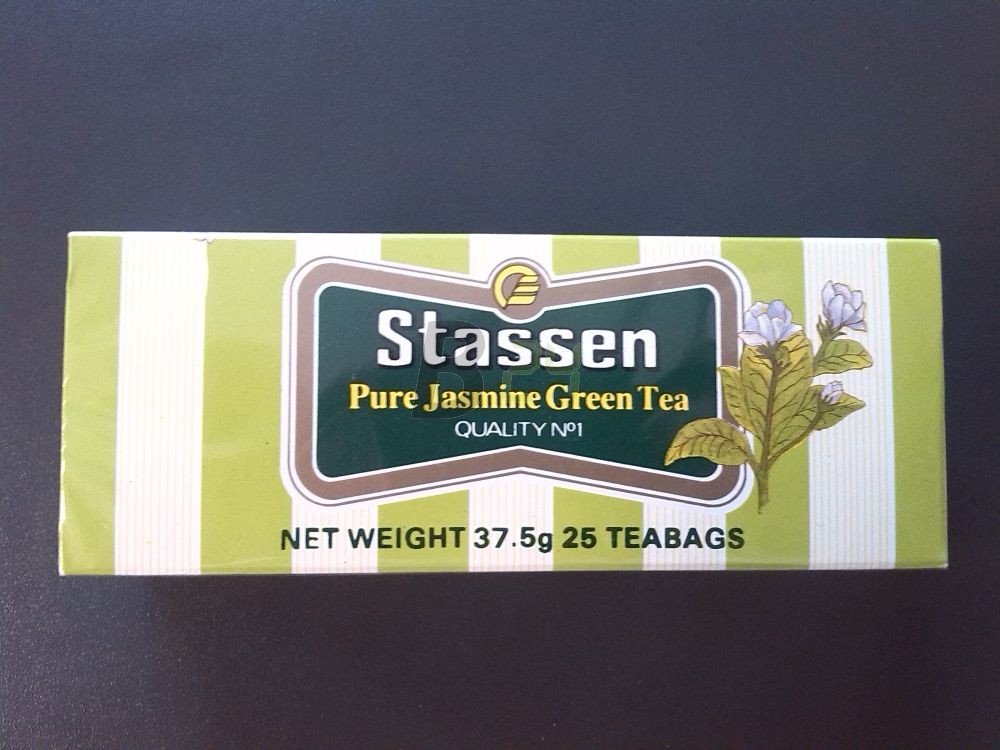 Stassen
Pure Jasmine Green Tea
QUALITY Nº1
NET WEIGHT 37.5g 25 TEABAGS